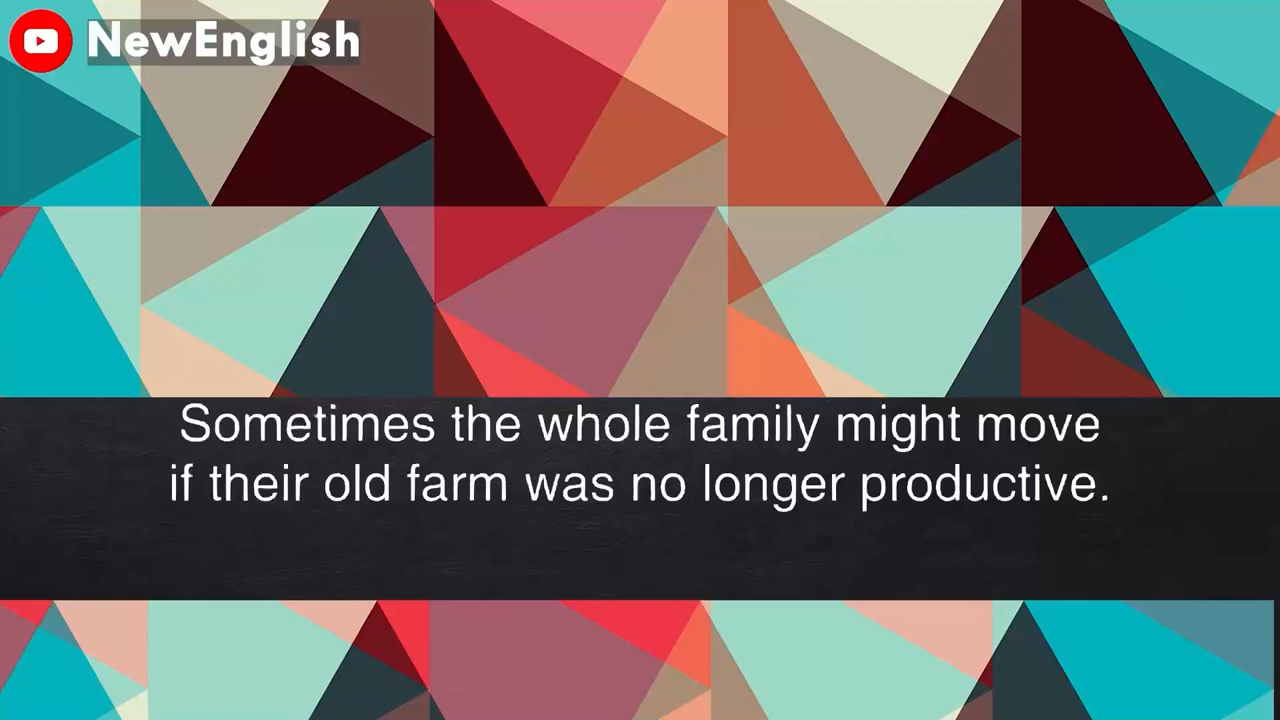 NewEnglish
Sometimes the whole family might move
if their old farm was no longer productive.